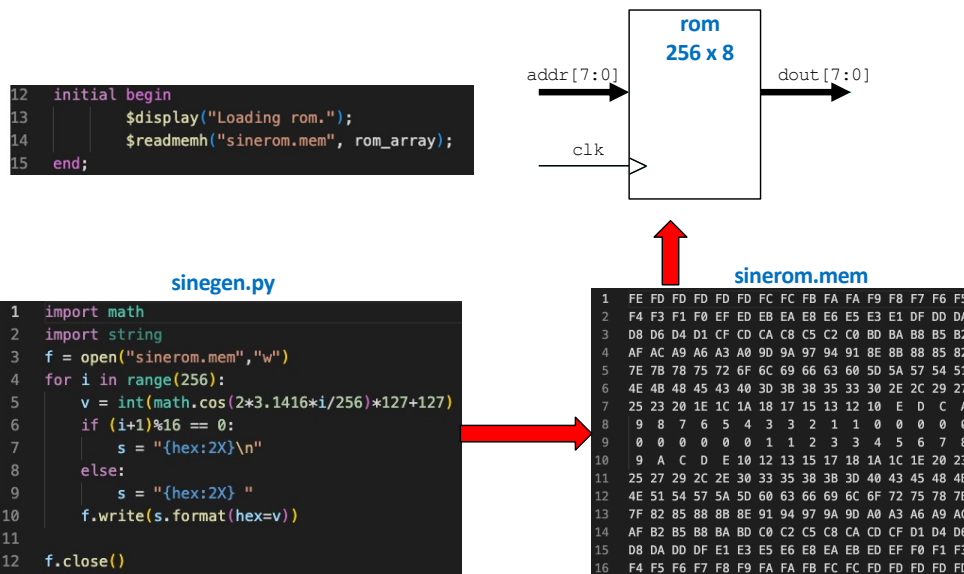 rom
256 x 8
addr[7:0]
dout[7:0]
clk
12 initial begin
13 $display("Loading rom.");
14 $readmemh("sinerom.mem", rom_array);
15 end;
sinegen.py
1 import math
2 import string
3 f = open("sinerom.mem","w")
4 for i in range(256):
5 v = int(math.cos(2*3.1416*i/256)*127+127)
6 if (i+1)%16 == 0:
7 s = "{hex:2X}\n"
8 else:
9 s = "{hex:2X} "
10 f.write(s.format(hex=v))
11
12 f.close()
sinerom.mem
1 FE FD FD FD FD FD FC FC FB FA FA F9 F8 F7 F6 F5
2 F4 F3 F1 F0 EF ED EB EA E8 E6 E5 E3 E1 DF DD DA
3 D8 D6 D4 D1 CF CD CA C8 C5 C2 C0 BD BA B8 B5 B2
4 AF AC A9 A6 A3 A0 9D 9A 97 94 91 8E 8B 88 85 82
5 7E 7B 78 75 72 6F 6C 69 66 63 60 5D 5A 57 54 51
6 4E 4B 48 45 43 40 3D 3B 38 35 33 30 2E 2C 29 27
7 25 23 20 1E 1C 1A 18 17 15 13 12 10 E D C A
8 9 8 7 6 5 4 3 3 2 1 1 0 0 0 0 0
9 0 0 0 0 0 1 1 2 3 3 4 5 6 7 8
10 9 A C D E 10 12 13 15 17 18 1A 1C 1E 20 23
11 25 27 29 2C 2E 30 33 35 38 3B 3D 40 43 45 48 4B
12 4E 51 54 57 5A 5D 60 63 66 69 6C 6F 72 75 78 7B
13 7F 82 85 88 8B 8E 91 94 97 9A 9D A0 A3 A6 A9 AC
14 AF B2 B5 B8 BA BD C0 C2 C5 C8 CA CD CF D1 D4 D6
15 D8 DA DD DF E1 E3 E5 E6 E8 EA EB ED EF F0 F1 F3
16 F4 F5 F6 F7 F8 F9 FA FA FB FC FC FD FD FD FD FD